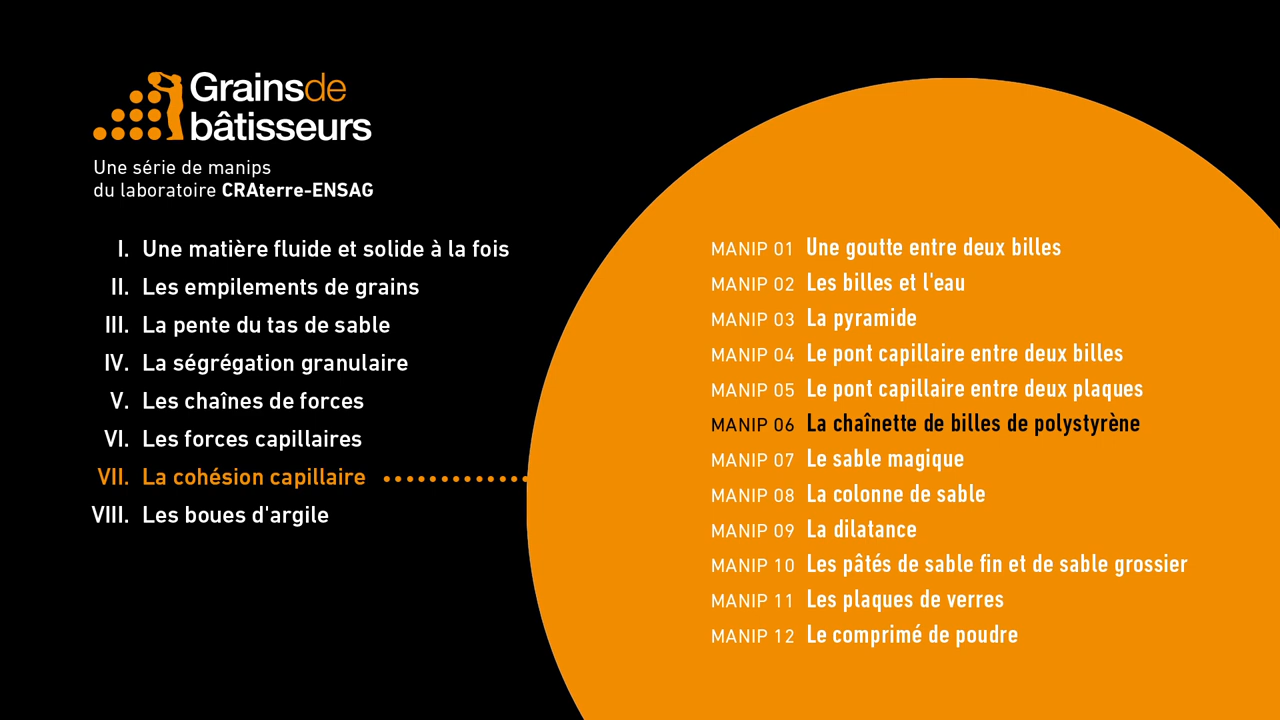 Grainsde
bâtisseurs
Une série de manips
du laboratoire CRAterre-ENSAG
I. Une matière fluide et solide à la fois
II. Les empilements de grains
III. La pente du tas de sable
IV. La ségrégation granulaire
V. Les chaînes de forces
VI. Les forces capillaires
VII. La cohésion capillaire
VIII. Les boues d'argile
MANIP 01 Une goutte entre deux billes
MANIP 02 Les billes et l'eau
MANIP 03 La pyramide
MANIP 04 Le pont capillaire entre deux billes
MANIP 05 Le pont capillaire entre deux plaques
MANIP 06 La chaînette de billes de polystyrène
MANIP 07 Le sable magique
MANIP 08 La colonne de sable
MANIP 09 La dilatance
MANIP 10 Les pâtés de sable fin et de sable grossier
MANIP 11 Les plaques de verres
MANIP 12 Le comprimé de poudre